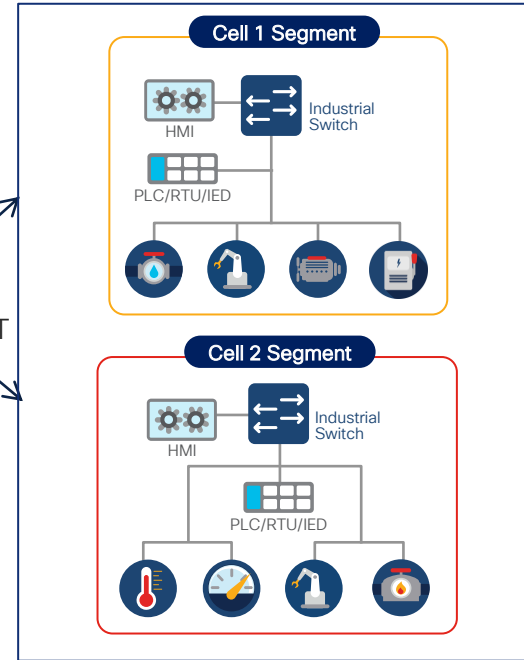 Cell 1 Segment
HMI
Industrial
Switch
PLC/RTU/IED
T
Cell 2 Segment
HMI
Industrial
Switch
PLC/RTU/IED